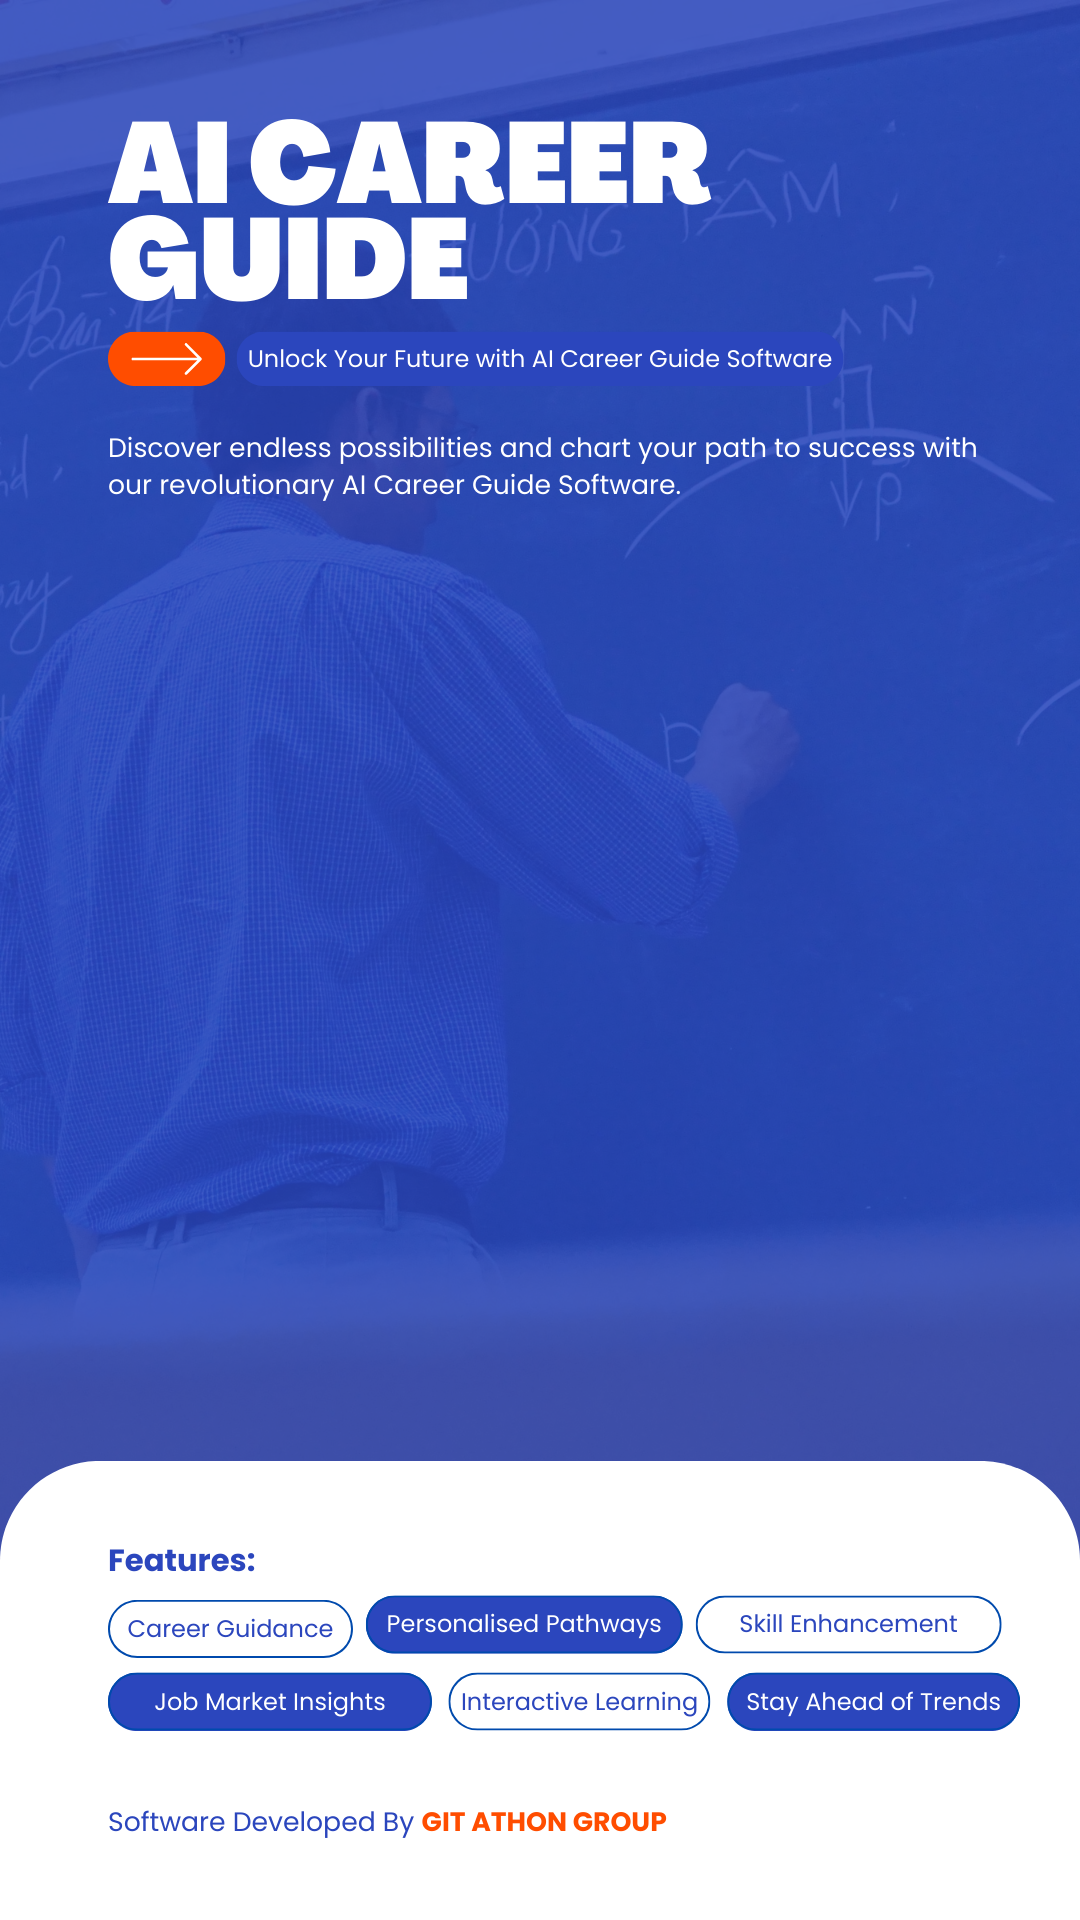 AI CAREER
GUIDE
Unlock Your Future with AI Career Guide Software
Discover endless possibilities and chart your path to success with
our revolutionary AI Career Guide Software.
TÂM
N
P
P
Features:
Career Guidance
Personalised Pathways
Skill Enhancement
Job Market Insights
Interactive Learning
Stay Ahead of Trends
Software Developed By GIT ATHON GROUP